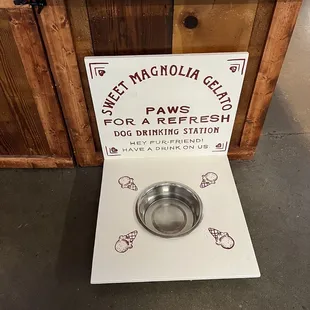 SWEET MAGNOLIA GELATO
PAWS
FOR A REFRESH
DOG DRINKING STATION
HEY FUR-FRIEND!
HAVE A DRINK ON US